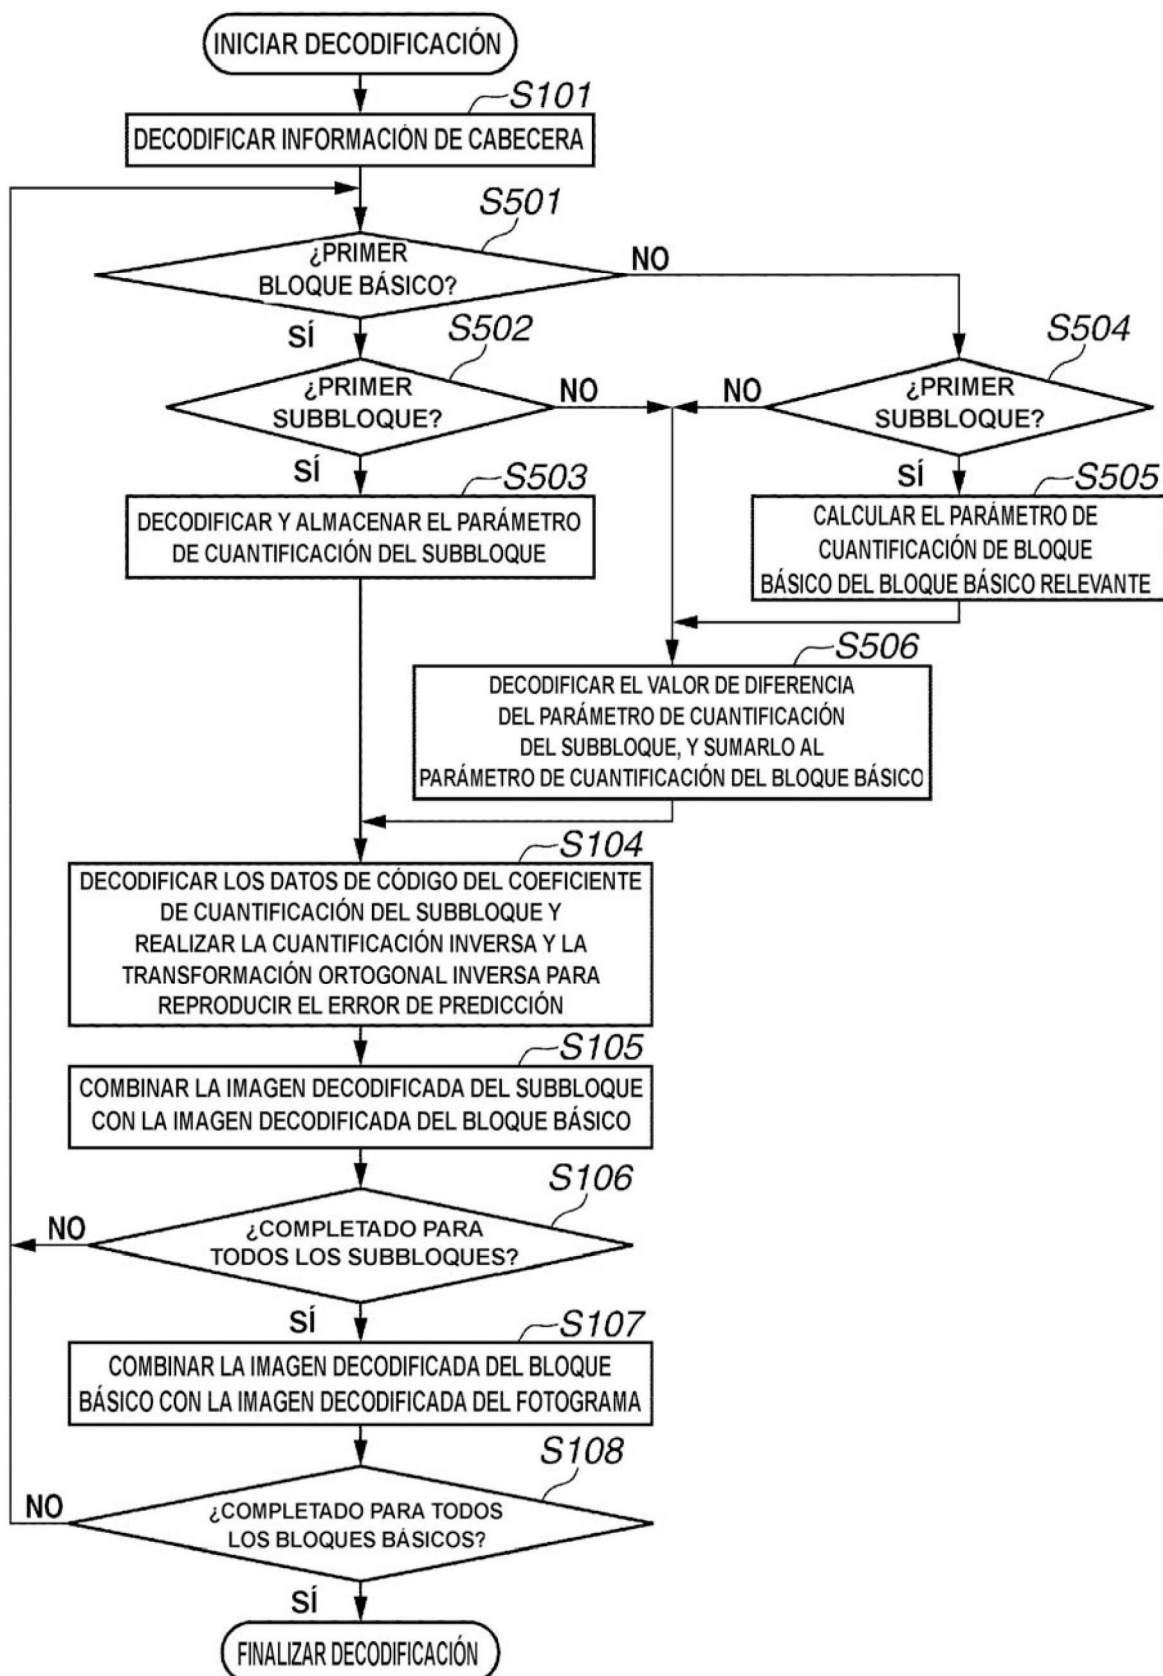 INICIAR DECODIFICACIÓN
S101
DECODIFICAR INFORMACIÓN DE CABECERA
S501
¿PRIMER
BLOQUE BÁSICO?
NO
SÍ
S502
¿PRIMER
SUBBLOQUE?
NO
SÍ
S504
¿PRIMER
SUBBLOQUE?
NO
SÍ
S503
DECODIFICAR Y ALMACENAR EL PARÁMETRO
DE CUANTIFICACIÓN DEL SUBBLOQUE
S505
CALCULAR EL PARÁMETRO DE
CUANTIFICACIÓN DE BLOQUE
BÁSICO DEL BLOQUE BÁSICO RELEVANTE
S506
DECODIFICAR EL VALOR DE DIFERENCIA
DEL PARÁMETRO DE CUANTIFICACIÓN
DEL SUBBLOQUE, Y SUMARLO AL
PARÁMETRO DE CUANTIFICACIÓN DEL BLOQUE BÁSICO
S104
DECODIFICAR LOS DATOS DE CÓDIGO DEL COEFICIENTE
DE CUANTIFICACIÓN DEL SUBBLOQUE Y
REALIZAR LA CUANTIFICACIÓN INVERSA Y LA
TRANSFORMACIÓN ORTOGONAL INVERSA PARA
REPRODUCIR EL ERROR DE PREDICCIÓN
S105
COMBINAR LA IMAGEN DECODIFICADA DEL SUBBLOQUE
CON LA IMAGEN DECODIFICADA DEL BLOQUE BÁSICO
S106
¿COMPLETADO PARA
TODOS LOS SUBBLOQUES?
NO
SÍ
S107
COMBINAR LA IMAGEN DECODIFICADA DEL BLOQUE
BÁSICO CON LA IMAGEN DECODIFICADA DEL FOTOGRAMA
S108
¿COMPLETADO PARA TODOS
LOS BLOQUES BÁSICOS?
NO
SÍ
FINALIZAR DECODIFICACIÓN